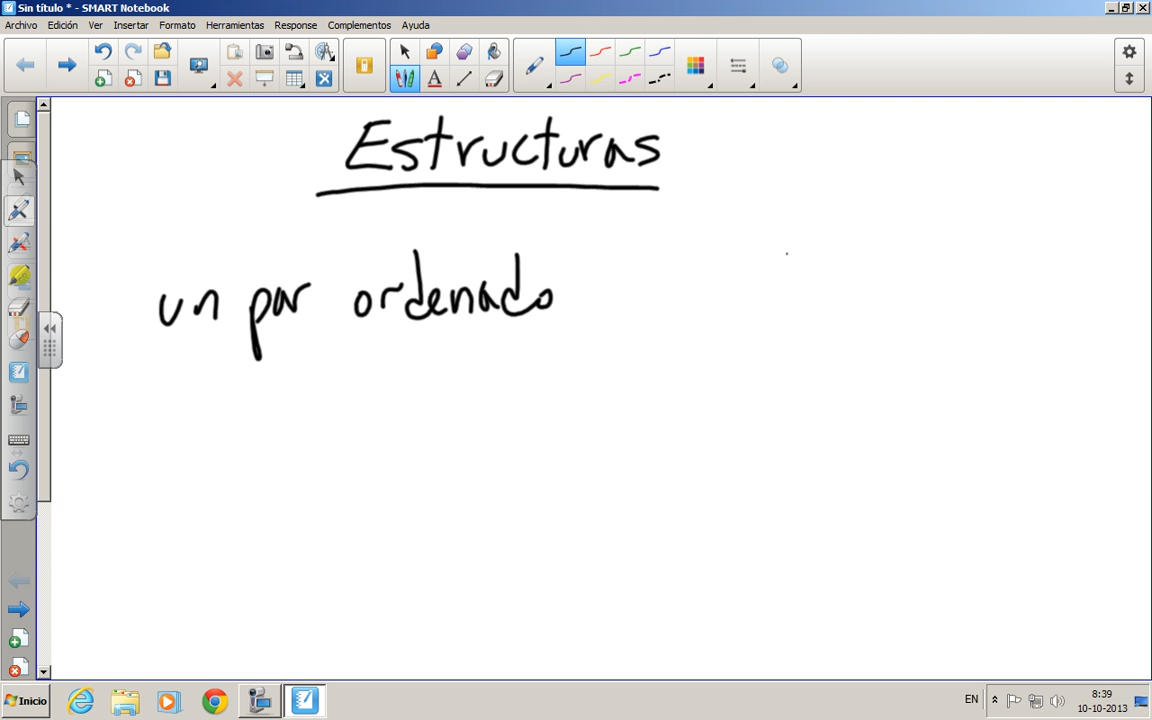 Sin título * - SMART Notebook
Archivo Edición Ver Insertar Formato Herramientas Response Complementos Ayuda
Estructuras
un par ordenado
Inicio
EN
8:39
10-10-2013